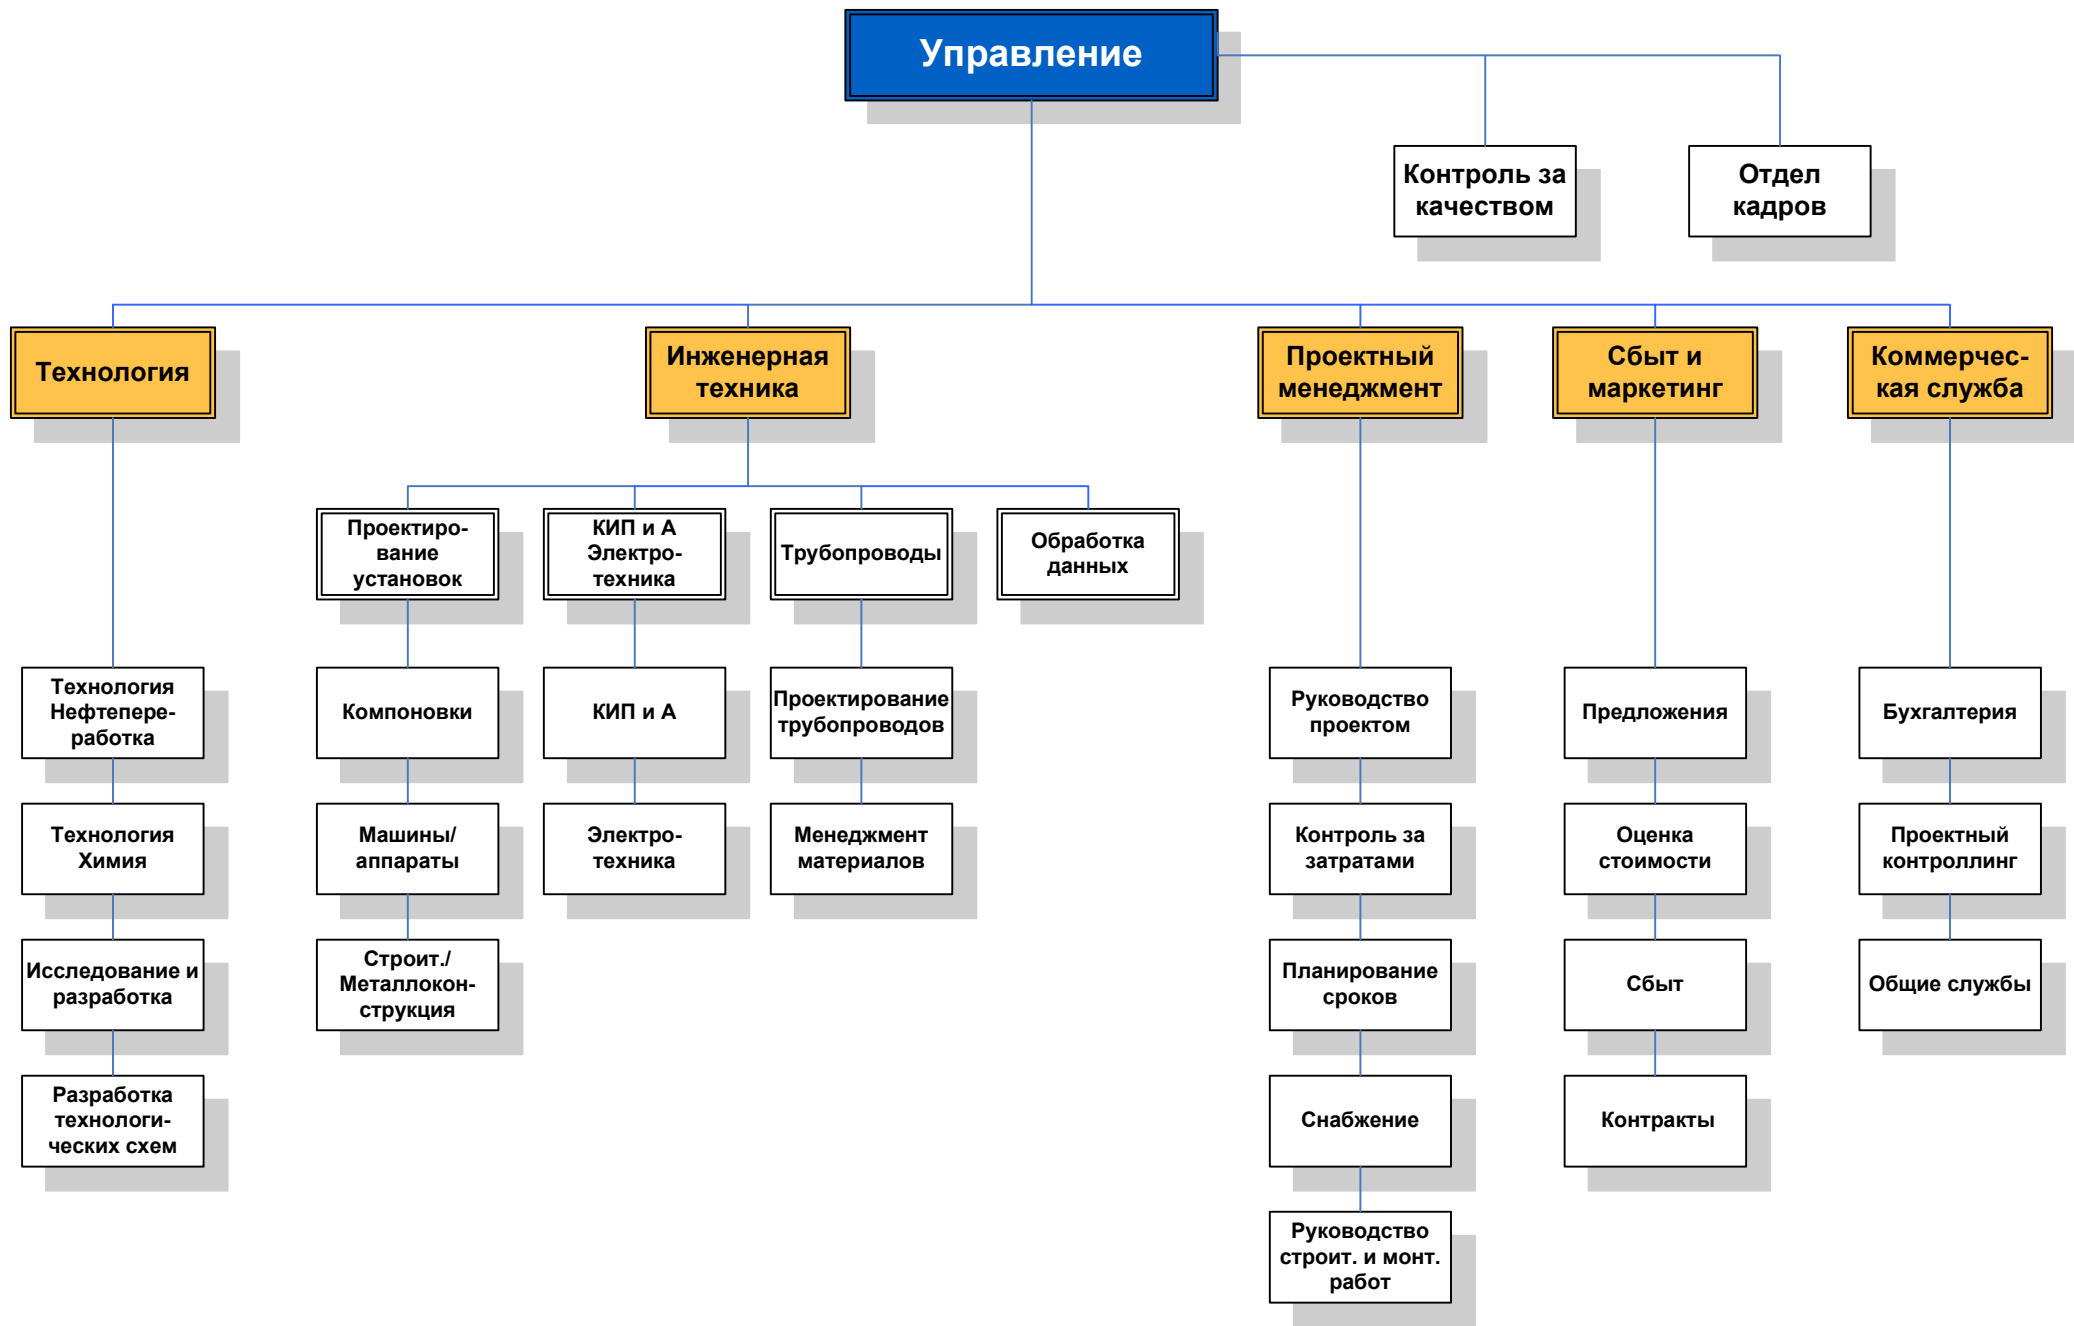 Управление
Контроль за
качеством
Отдел
кадров
Технология
Инженерная
техника
Проектный
менеджмент
Сбыт и
маркетинг
Коммерчес-
кая служба
Проектиро-
вание
установок
КИП и А
Электро-
техника
Трубопроводы
Обработка
данных
Технология
Нефтепере-
работка
Компоновки
КИП и А
Проектирование
трубопроводов
Руководство
проектом
Предложения
Бухгалтерия
Технология
Химия
Машины/
аппараты
Электро-
техника
Менеджмент
материалов
Контроль за
затратами
Оценка
стоимости
Проектный
контроллинг
Исследование и
разработка
Строит./
Металлокон-
струкция
Планирование
сроков
Сбыт
Общие службы
Разработка
технологи-
ческих схем
Снабжение
Контракты
Руководство
строит. и монт.
работ